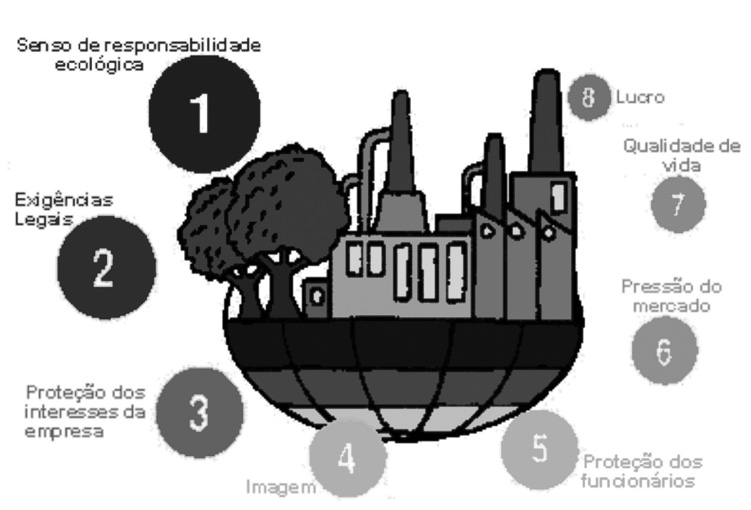 Senso de responsabilidade
ecológica
1
Exigências
Legais
2
Proteção dos
interesses da
empresa
3
Imagem
4
5
Proteção dos
funcionários
Pressão do
mercado
6
Qualidade de
vida
7
8
Lucro